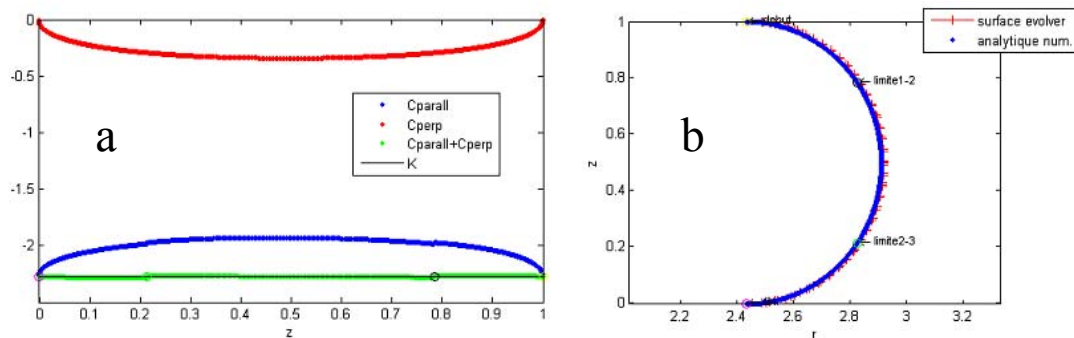 a
0
-0.5
-1
-1.5
-2
0 0.1 0.2 0.3 0.4 0.5 0.6 0.7 0.8 0.9 1
z
Cparall
Cperp
Cparall+Cperp
K
b
1
0.8
0.6
0.4
0.2
0
z
2.2 2.4 2.6 2.8 3 3.2
r
surface evolver
analytique num.
limite1-2
limite2-3